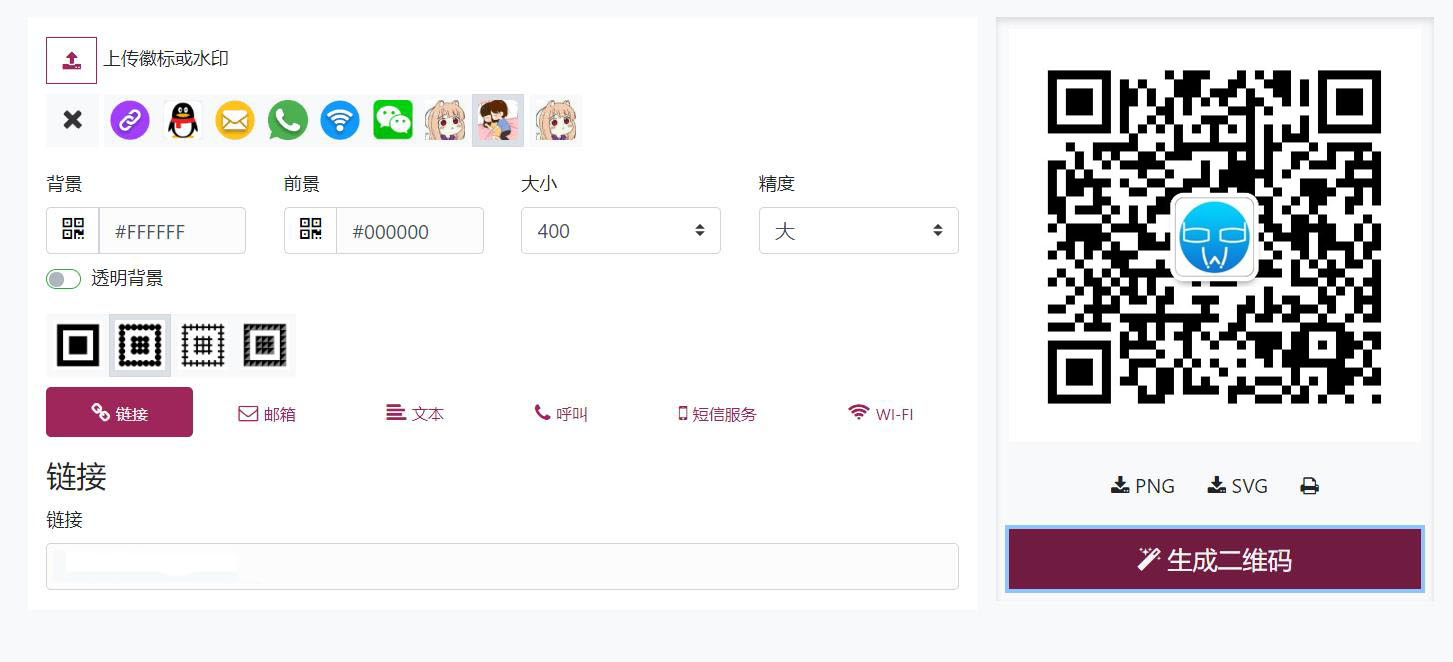 上传徽标或水印
背景
前景
大小
精度
#FFFFFF
#000000
400
大
透明背景
链接
邮箱
文本
呼叫
短信服务
WI-FI
链接
链接
PNG
SVG
生成二维码